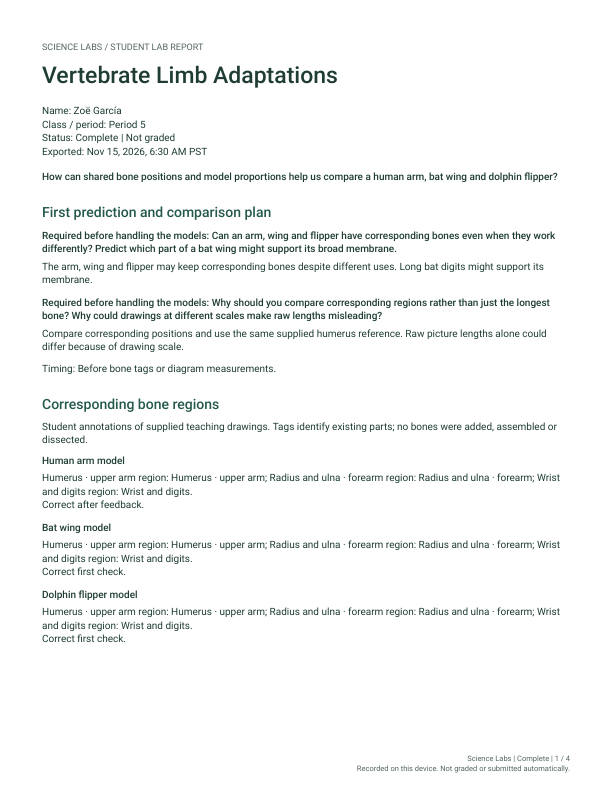 SCIENCE LABS / STUDENT LAB REPORT
Vertebrate Limb Adaptations
Name: Zoë García
Class / period: Period 5
Status: Complete | Not graded
Exported: Nov 15, 2026, 6:30 AM PST
How can shared bone positions and model proportions help us compare a human arm, bat wing and dolphin flipper?
First prediction and comparison plan
Required before handling the models: Can an arm, wing and flipper have corresponding bones even when they work
differently? Predict which part of a bat wing might support its broad membrane.
The arm, wing and flipper may keep corresponding bones despite different uses. Long bat digits might support its
membrane.
Required before handling the models: Why should you compare corresponding regions rather than just the longest
bone? Why could drawings at different scales make raw lengths misleading?
Compare corresponding positions and use the same supplied humerus reference. Raw picture lengths alone could
differ because of drawing scale.
Timing: Before bone tags or diagram measurements.
Corresponding bone regions
Student annotations of supplied teaching drawings. Tags identify existing parts; no bones were added, assembled or
dissected.
Human arm model
Humerus · upper arm region: Humerus · upper arm; Radius and ulna · forearm region: Radius and ulna · forearm; Wrist
and digits region: Wrist and digits.
Correct after feedback.
Bat wing model
Humerus · upper arm region: Humerus · upper arm; Radius and ulna · forearm region: Radius and ulna · forearm; Wrist
and digits region: Wrist and digits.
Correct first check.
Dolphin flipper model
Humerus · upper arm region: Humerus · upper arm; Radius and ulna · forearm region: Radius and ulna · forearm; Wrist
and digits region: Wrist and digits.
Correct first check.
Science Labs | Complete | 1 / 4
Recorded on this device. Not graded or submitted automatically.